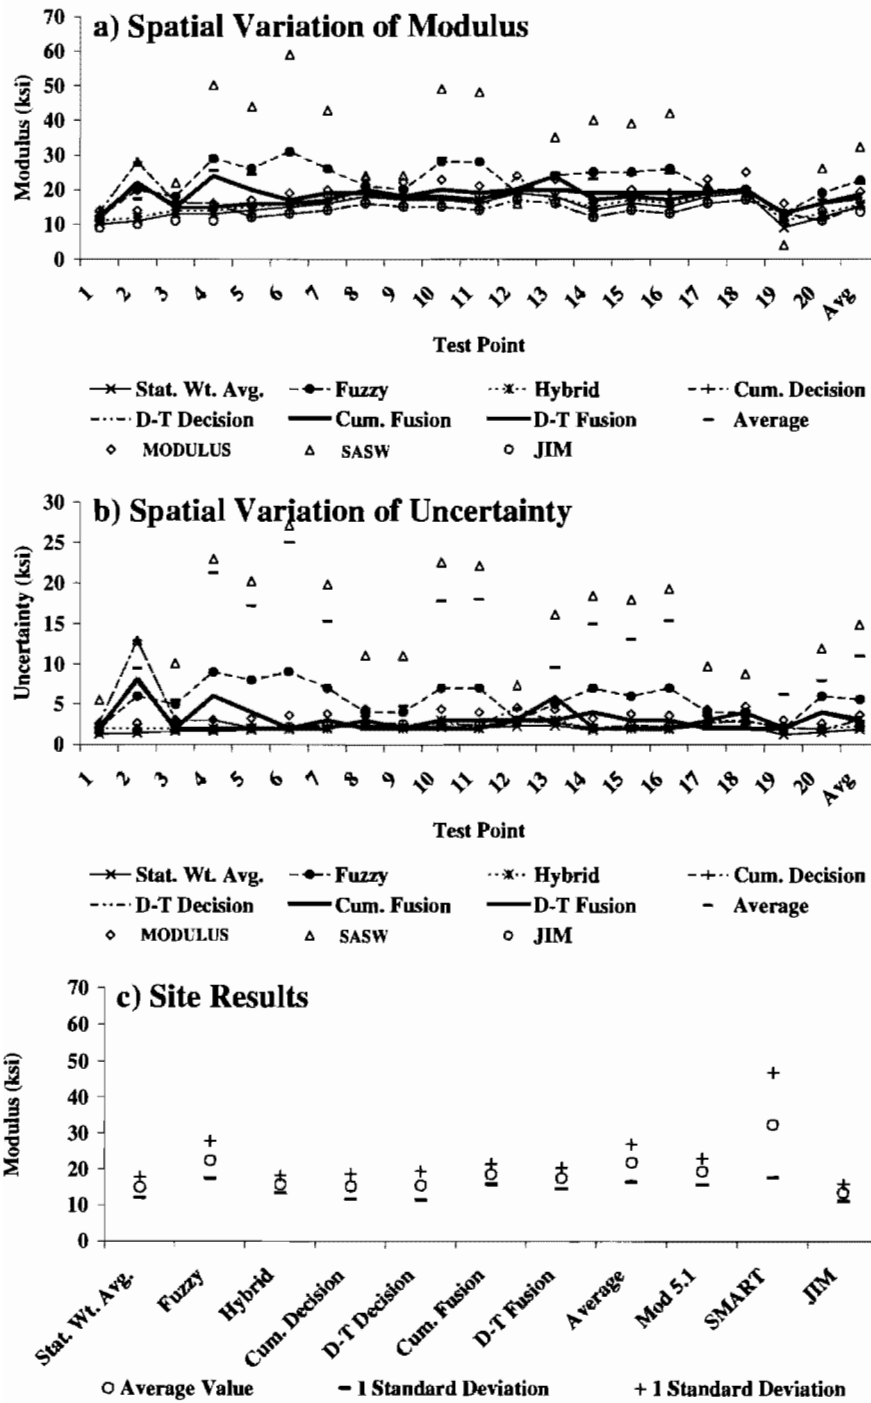 a) Spatial Variation of Modulus
70
60
50
40
30
20
10
0
Modulus (ksi)
1 2 3 4 5 6 7 8 9 10 11 12 13 14 15 16 17 18 19 20 Avg
Test Point
Stat. Wt. Avg. Fuzzy Hybrid Cum. Decision
D-T Decision Cum. Fusion D-T Fusion Average
MODULUS SASW JIM
b) Spatial Variation of Uncertainty
30
25
20
15
10
5
0
Uncertainty (ksi)
1 2 3 4 5 6 7 8 9 10 11 12 13 14 15 16 17 18 19 20 Avg
Test Point
Stat. Wt. Avg. Fuzzy Hybrid Cum. Decision
D-T Decision Cum. Fusion D-T Fusion Average
MODULUS SASW JIM
c) Site Results
70
60
50
40
30
20
10
0
Modulus (ksi)
Stat. Wt. Avg. Fuzzy Hybrid Cum. Decision D-T Decision Cum. Fusion D-T Fusion Average Mod 5.1 SMART JIM
Average Value - 1 Standard Deviation + 1 Standard Deviation